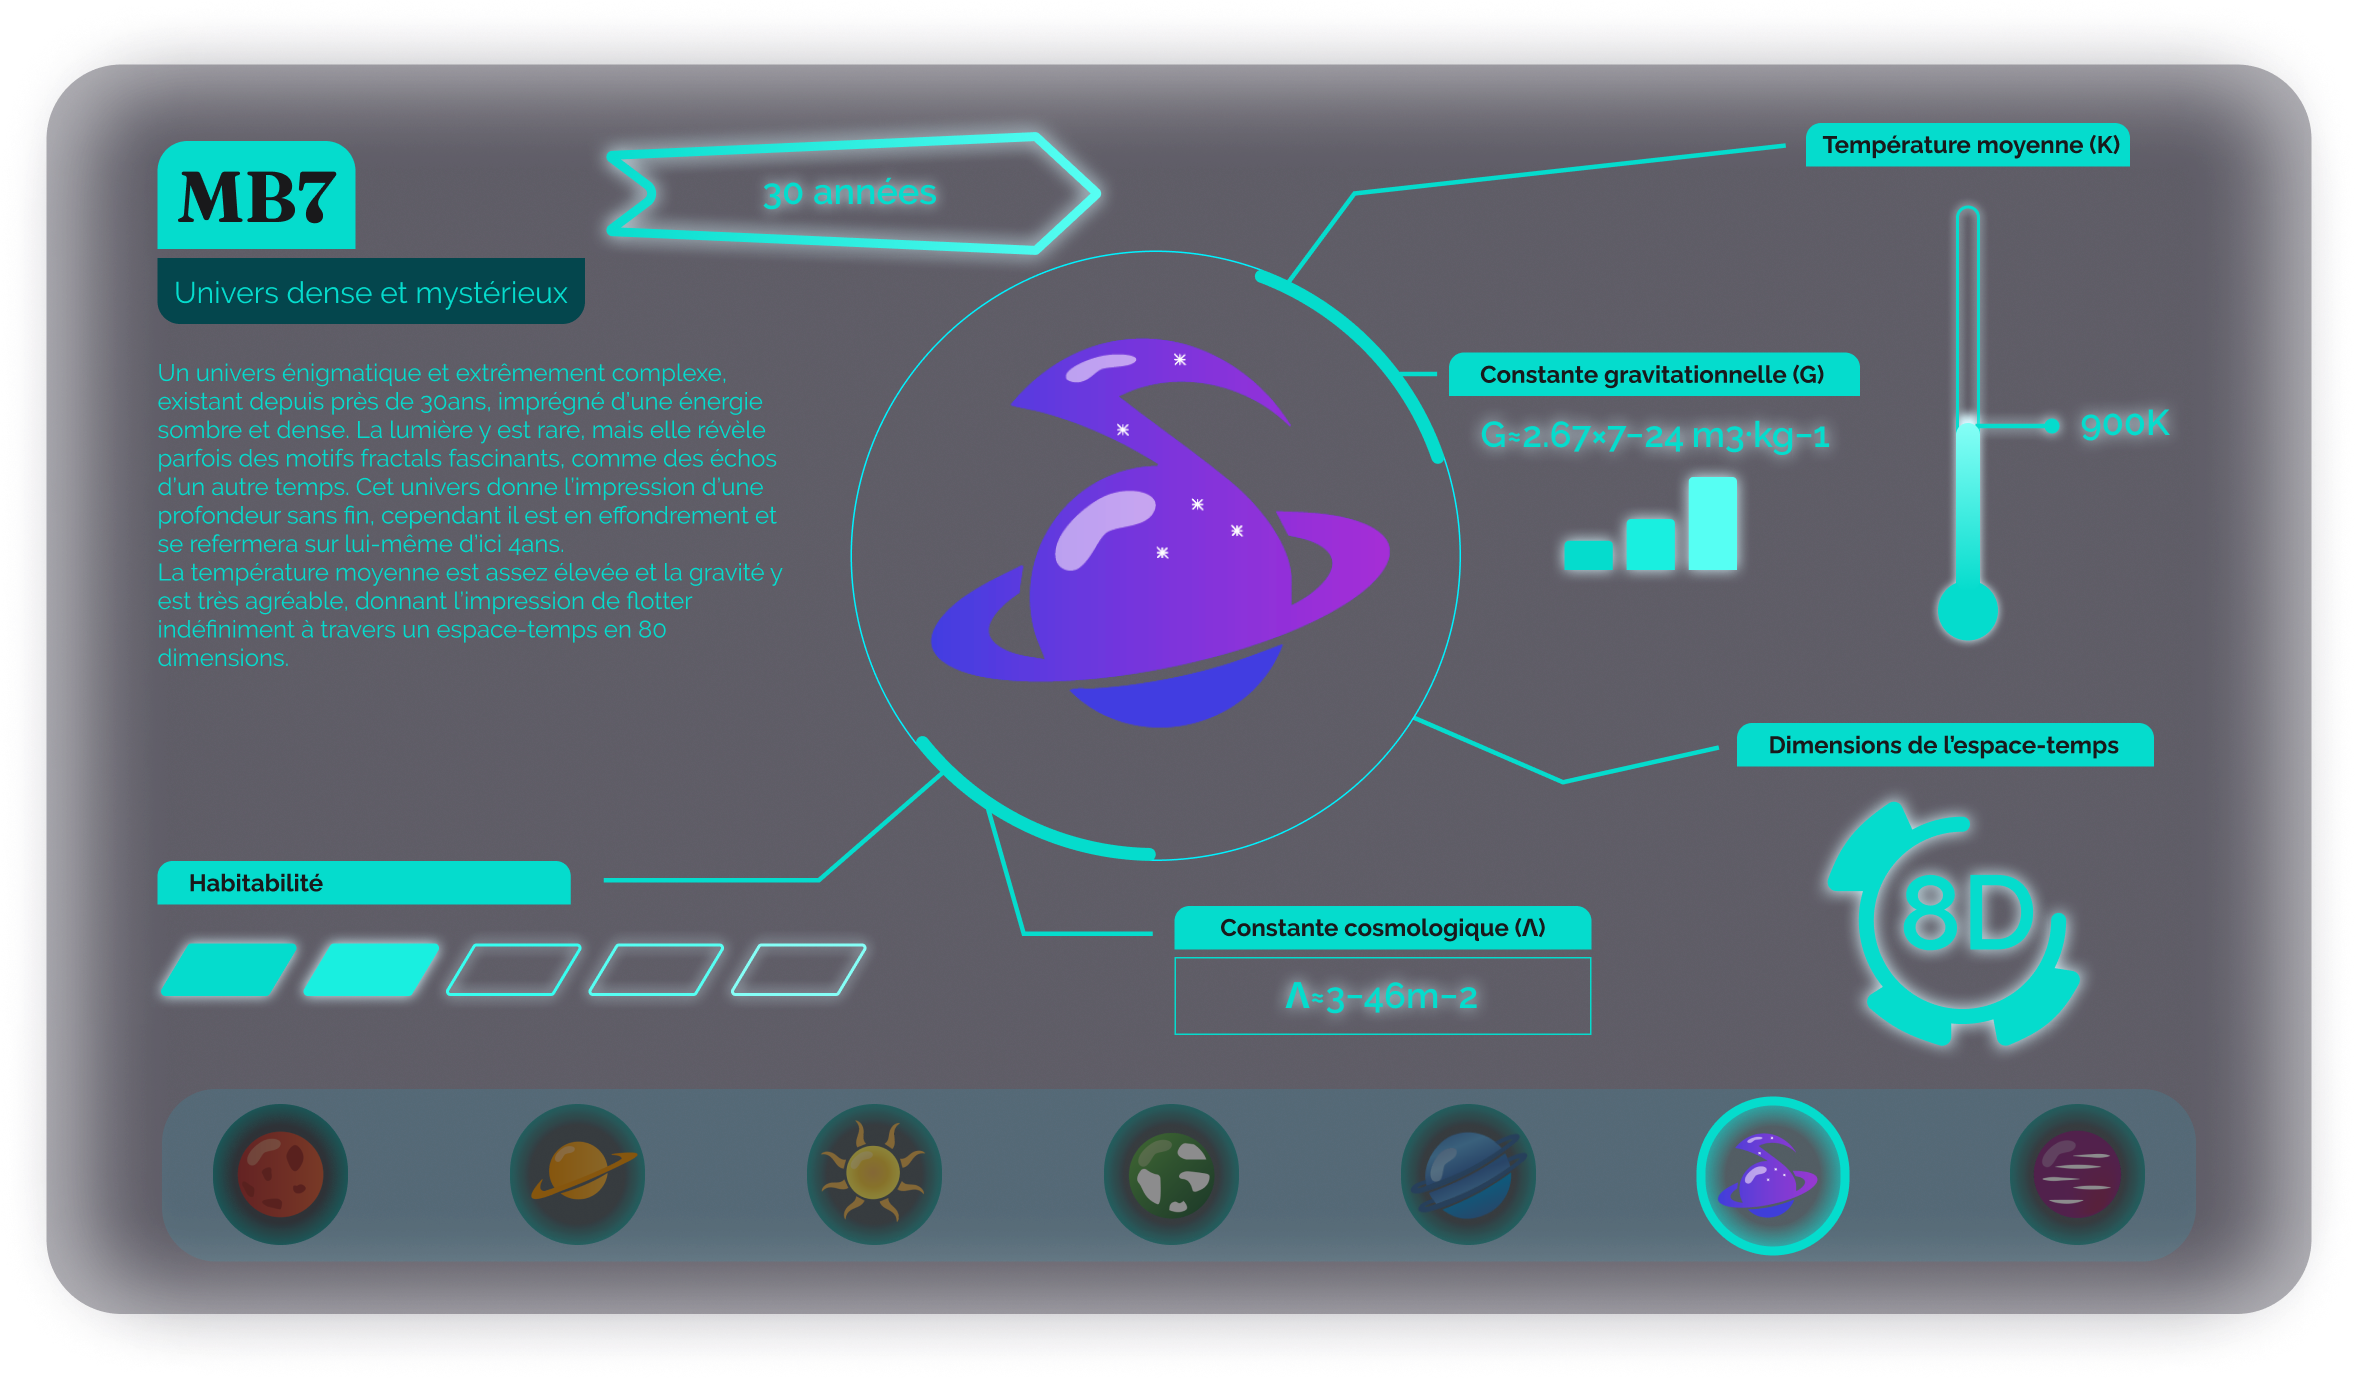 MB7
Univers dense et mystérieux
30 années
Un univers énigmatique et extrêmement complexe,
existant depuis près de 30ans, imprégné d’une énergie
sombre et dense. La lumière y est rare, mais elle révèle
parfois des motifs fractals fascinants, comme des échos
d’un autre temps. Cet univers donne l’impression d’une
profondeur sans fin, cependant il est en effondrement et
se refermera sur lui-même d’ici 4ans.
La température moyenne est assez élevée et la gravité y
est très agréable, donnant l’impression de flotter
indéfiniment à travers un espace-temps en 80
dimensions.
Température moyenne (K)
900K
Constante gravitationnelle (G)
G≈2.67×7−24 m3⋅kg−1
Dimensions de l’espace-temps
8D
Habitabilité
Constante cosmologique (Λ)
Λ≈3−46m−2